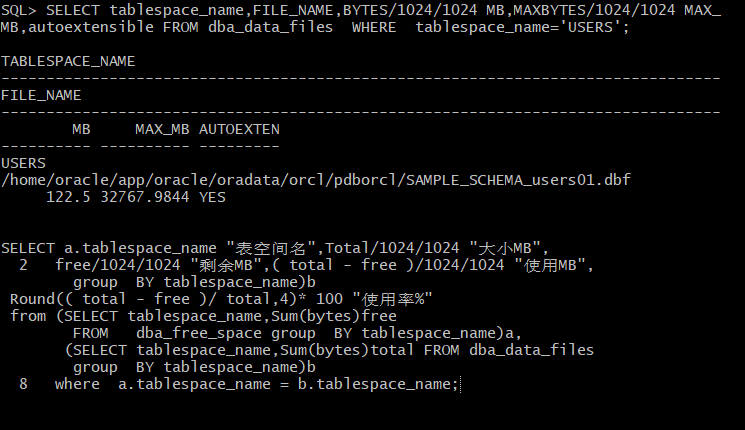 SQL> SELECT tablespace_name,FILE_NAME,BYTES/1024/1024 MB,MAXBYTES/1024/1024 MAX_
MB,autoextensible FROM dba_data_files  WHERE  tablespace_name='USERS';
TABLESPACE_NAME
--------------------------------------------------------------------------------
FILE_NAME
--------------------------------------------------------------------------------
        MB     MAX_MB AUTOEXTEN
---------- ---------- ---------
USERS
/home/oracle/app/oracle/oradata/orcl/pdborcl/SAMPLE_SCHEMA_users01.dbf
     122.5 32767.9844 YES
SELECT a.tablespace_name "表空间名",Total/1024/1024 "大小MB",
  2   free/1024/1024 "剩余MB",( total - free )/1024/1024 "使用MB",
        group  BY tablespace_name)b
 Round(( total - free )/ total,4)* 100 "使用率%"
 from (SELECT tablespace_name,Sum(bytes)free
        FROM   dba_free_space group  BY tablespace_name)a,
       (SELECT tablespace_name,Sum(bytes)total FROM dba_data_files
        group  BY tablespace_name)b
  8   where  a.tablespace_name = b.tablespace_name;